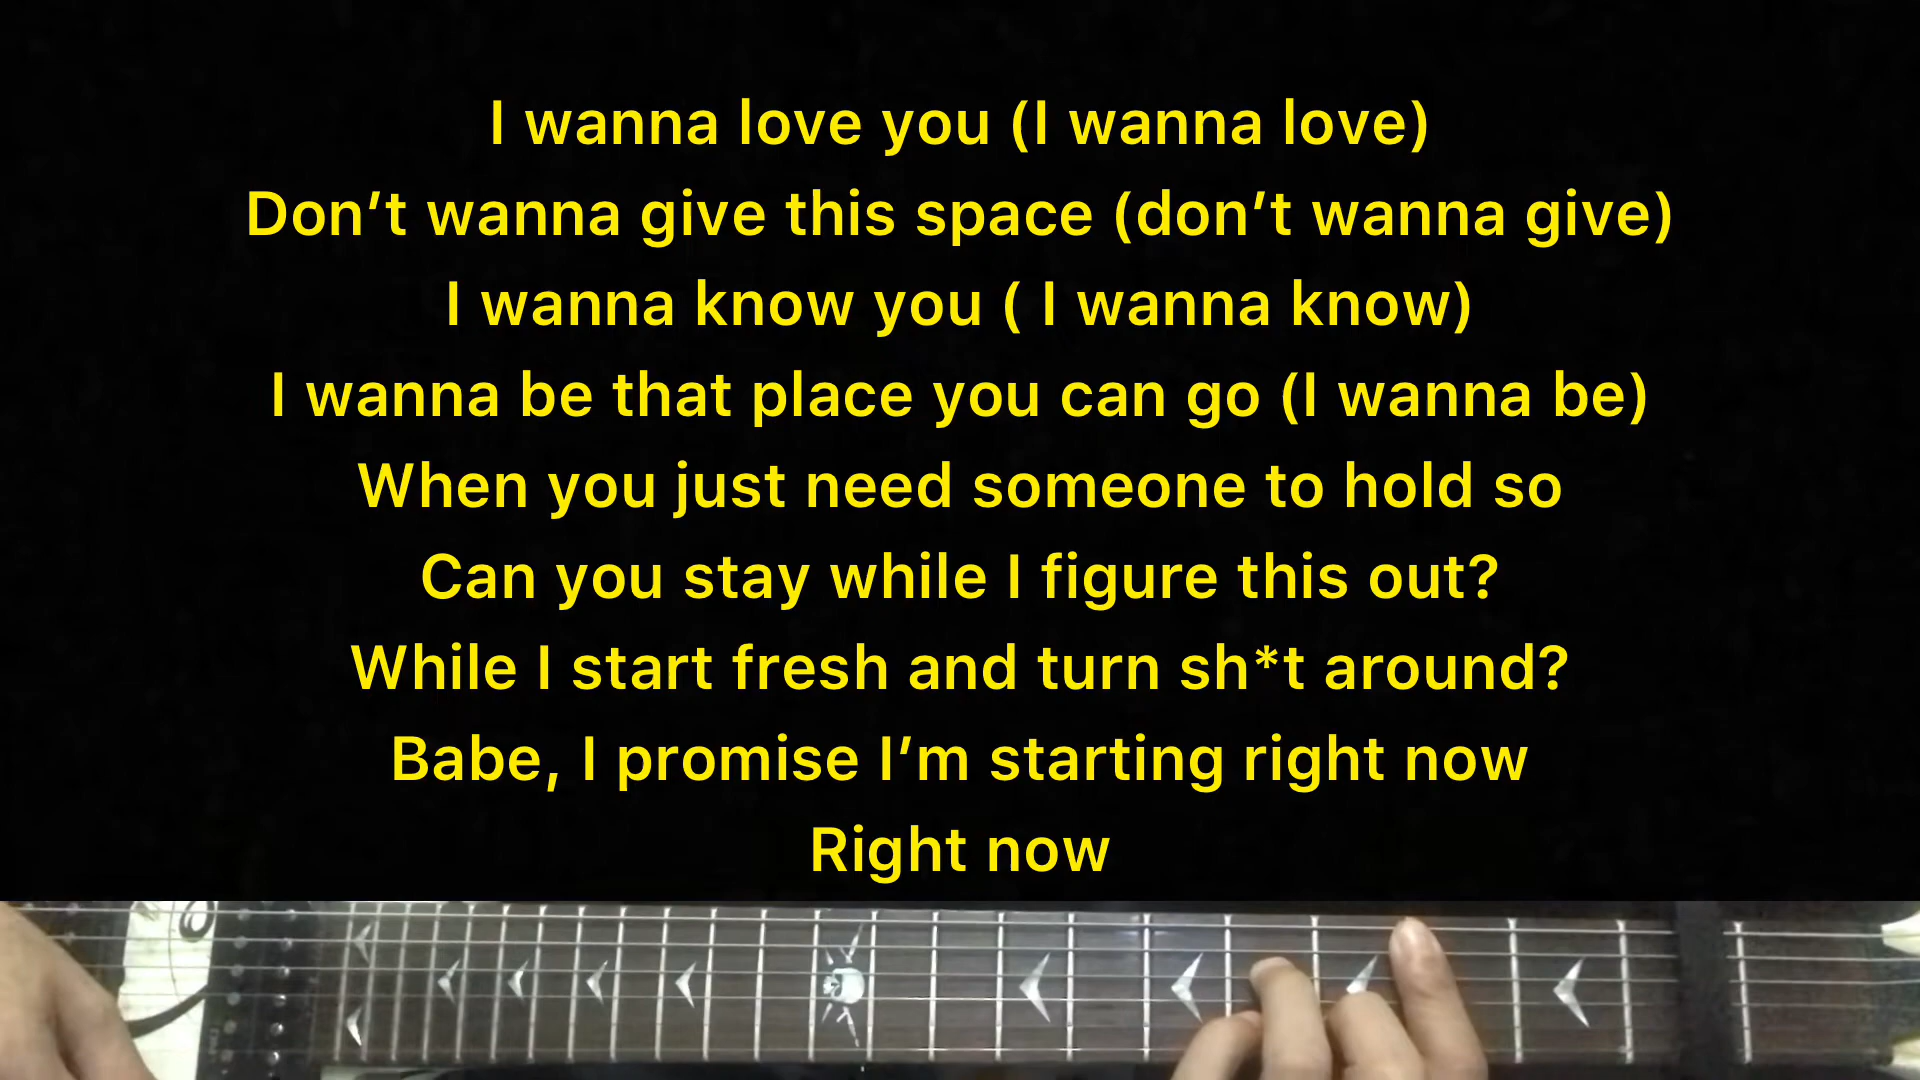 I wanna love you (I wanna love)
Don’t wanna give this space (don’t wanna give)
I wanna know you ( I wanna know)
I wanna be that place you can go (I wanna be)
When you just need someone to hold so
Can you stay while I figure this out?
While I start fresh and turn sh*t around?
Babe, I promise I’m starting right now
Right now